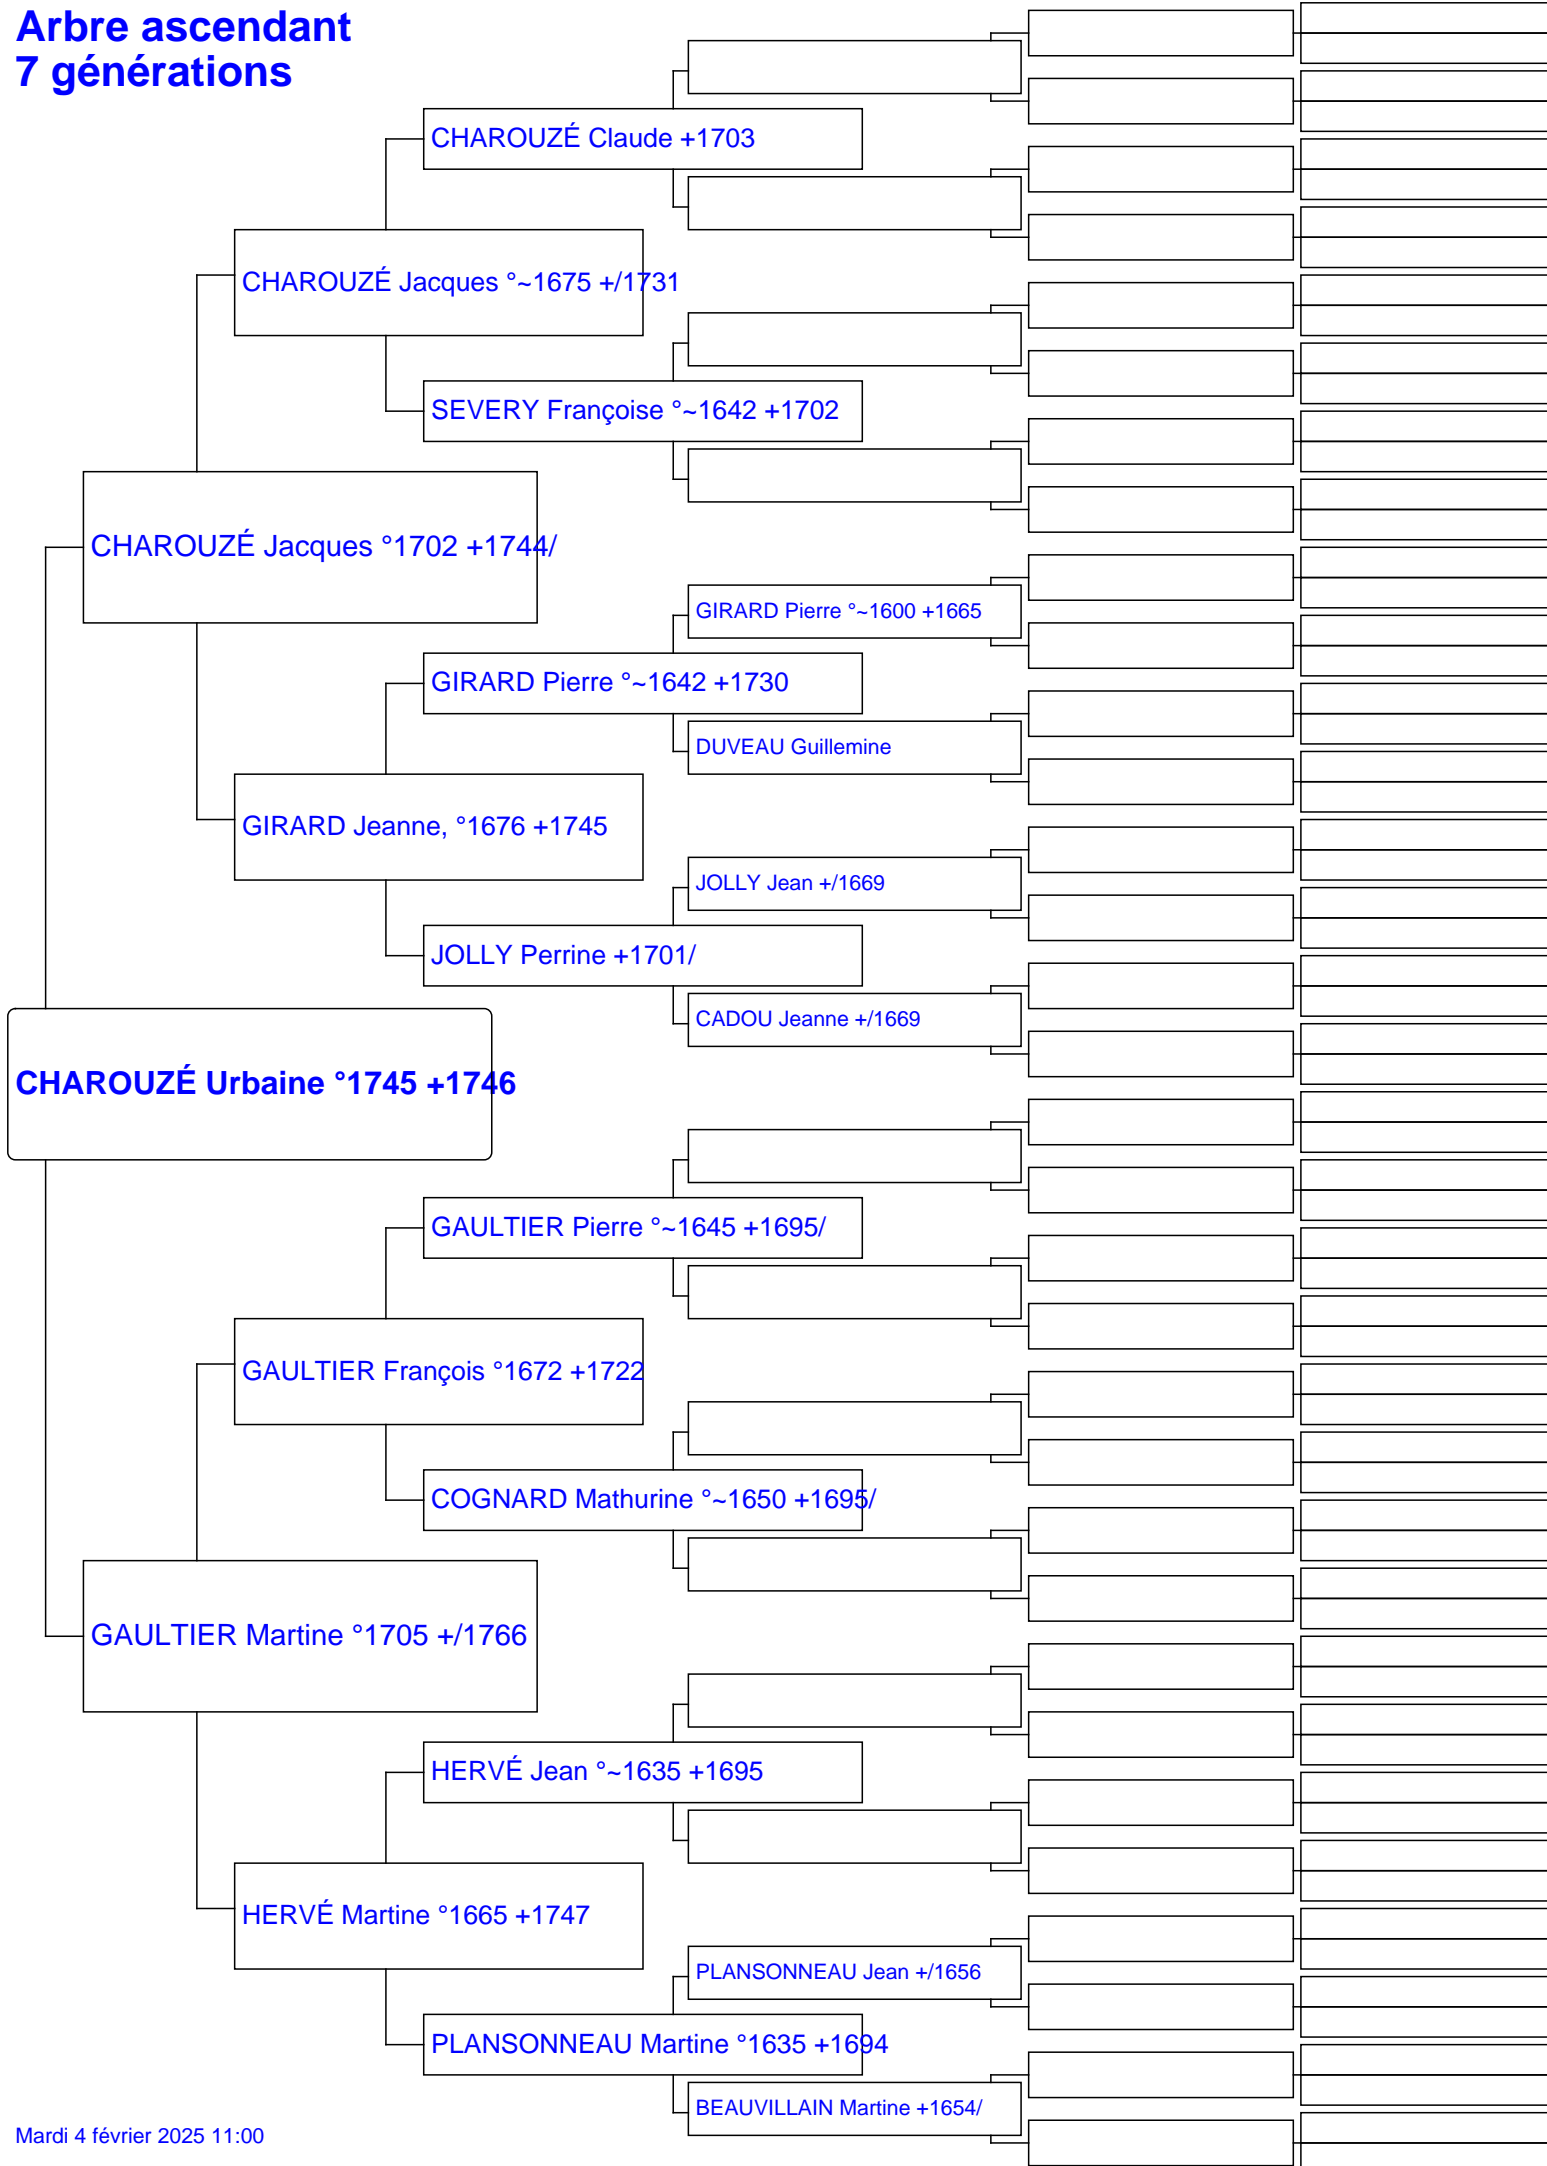 Arbre ascendant
7 générations
CHAROUZÉ Claude +1703
CHAROUZÉ Jacques °~1675 +/1731
SEVERY Françoise °~1642 +1702
CHAROUZÉ Jacques °1702 +1744/
GIRARD Pierre °~1600 +1665
GIRARD Pierre °~1642 +1730
DUVEAU Guillemine
GIRARD Jeanne, °1676 +1745
JOLLY Jean +/1669
JOLLY Perrine +1701/
CADOU Jeanne +/1669
CHAROUZÉ Urbaine °1745 +1746
GAULTIER Pierre °~1645 +1695/
GAULTIER François °1672 +1722
COGNARD Mathurine °~1650 +1695/
GAULTIER Martine °1705 +/1766
HERVÉ Jean °~1635 +1695
HERVÉ Martine °1665 +1747
PLANSONNEAU Jean +/1656
PLANSONNEAU Martine °1635 +1694
BEAUVILLAIN Martine +1654/
Mardi 4 février 2025 11:00